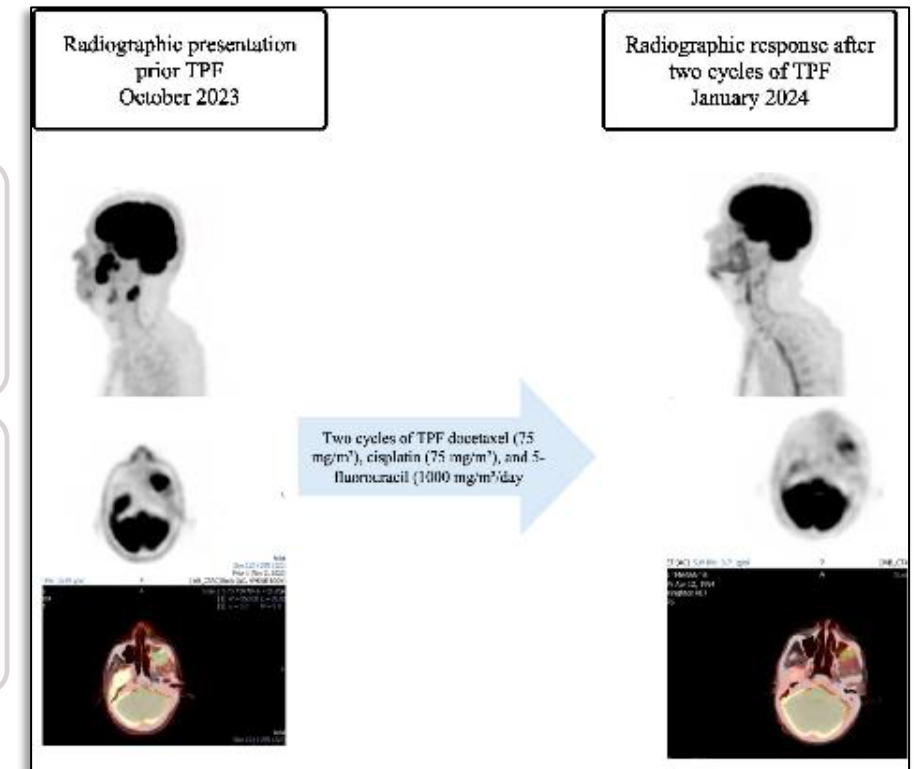 Radiographic presentation
prior TPF
October 2023
Radiographic response after
two cycles of TPF
January 2024
Two cycles of TPF docetaxel (75
mg/m²), cisplatin (75 mg/m²), and 5-
fluorouracil (1000 mg/m²/day